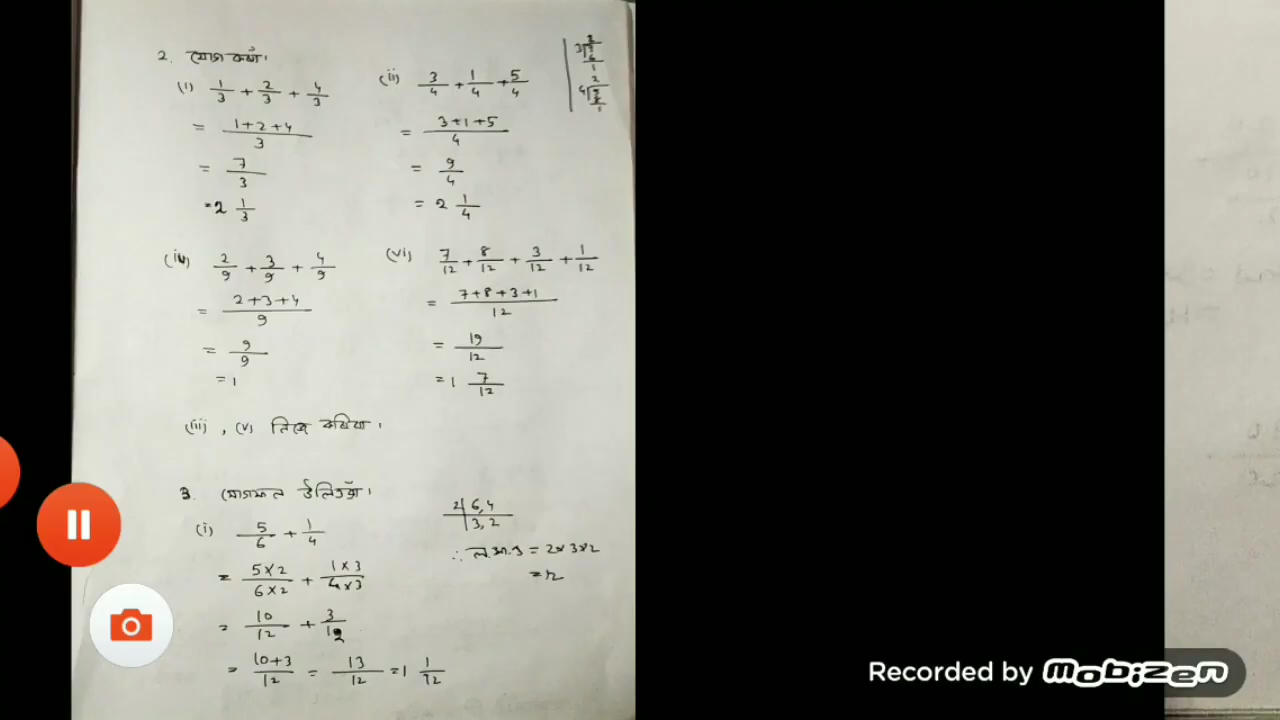 2. যোগ কৰাঁ।
(i) 1/3 + 2/3 + 4/3
= 1+2+4/3
= 7/3
= 2 1/3
(ii) 3/4 + 1/4 + 5/4
= 3+1+5/4
= 9/4
= 2 1/4
(iv) 2/9 + 3/9 + 4/9
= 2+3+4/9
= 9/9
= 1
(vi) 7/12 + 8/12 + 3/12 + 1/12
= 7+8+3+1/12
= 19/12
= 1 7/12
(iii), (v) নিজে কৰিবা।
3. যোগফল উলিওৱাঁ।
(i) 5/6 + 1/4
= 5×2/6×2 + 1×3/4×3
= 10/12 + 3/12
= 10+3/12 = 13/12 = 1 1/12
2 | 6, 4
3, 2
∴ ল.সা.গু = 2×3×2
= 12
Recorded by mobizen